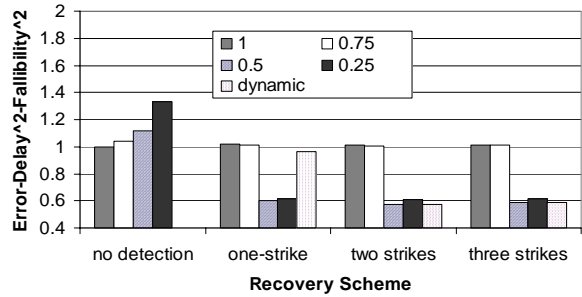 Error-Delay^2-Fallibility^2
2
1.8
1.6
1.4
1.2
1
0.8
0.6
0.4
1 0.75
0.5 0.25
dynamic
no detection one-strike two strikes three strikes
Recovery Scheme